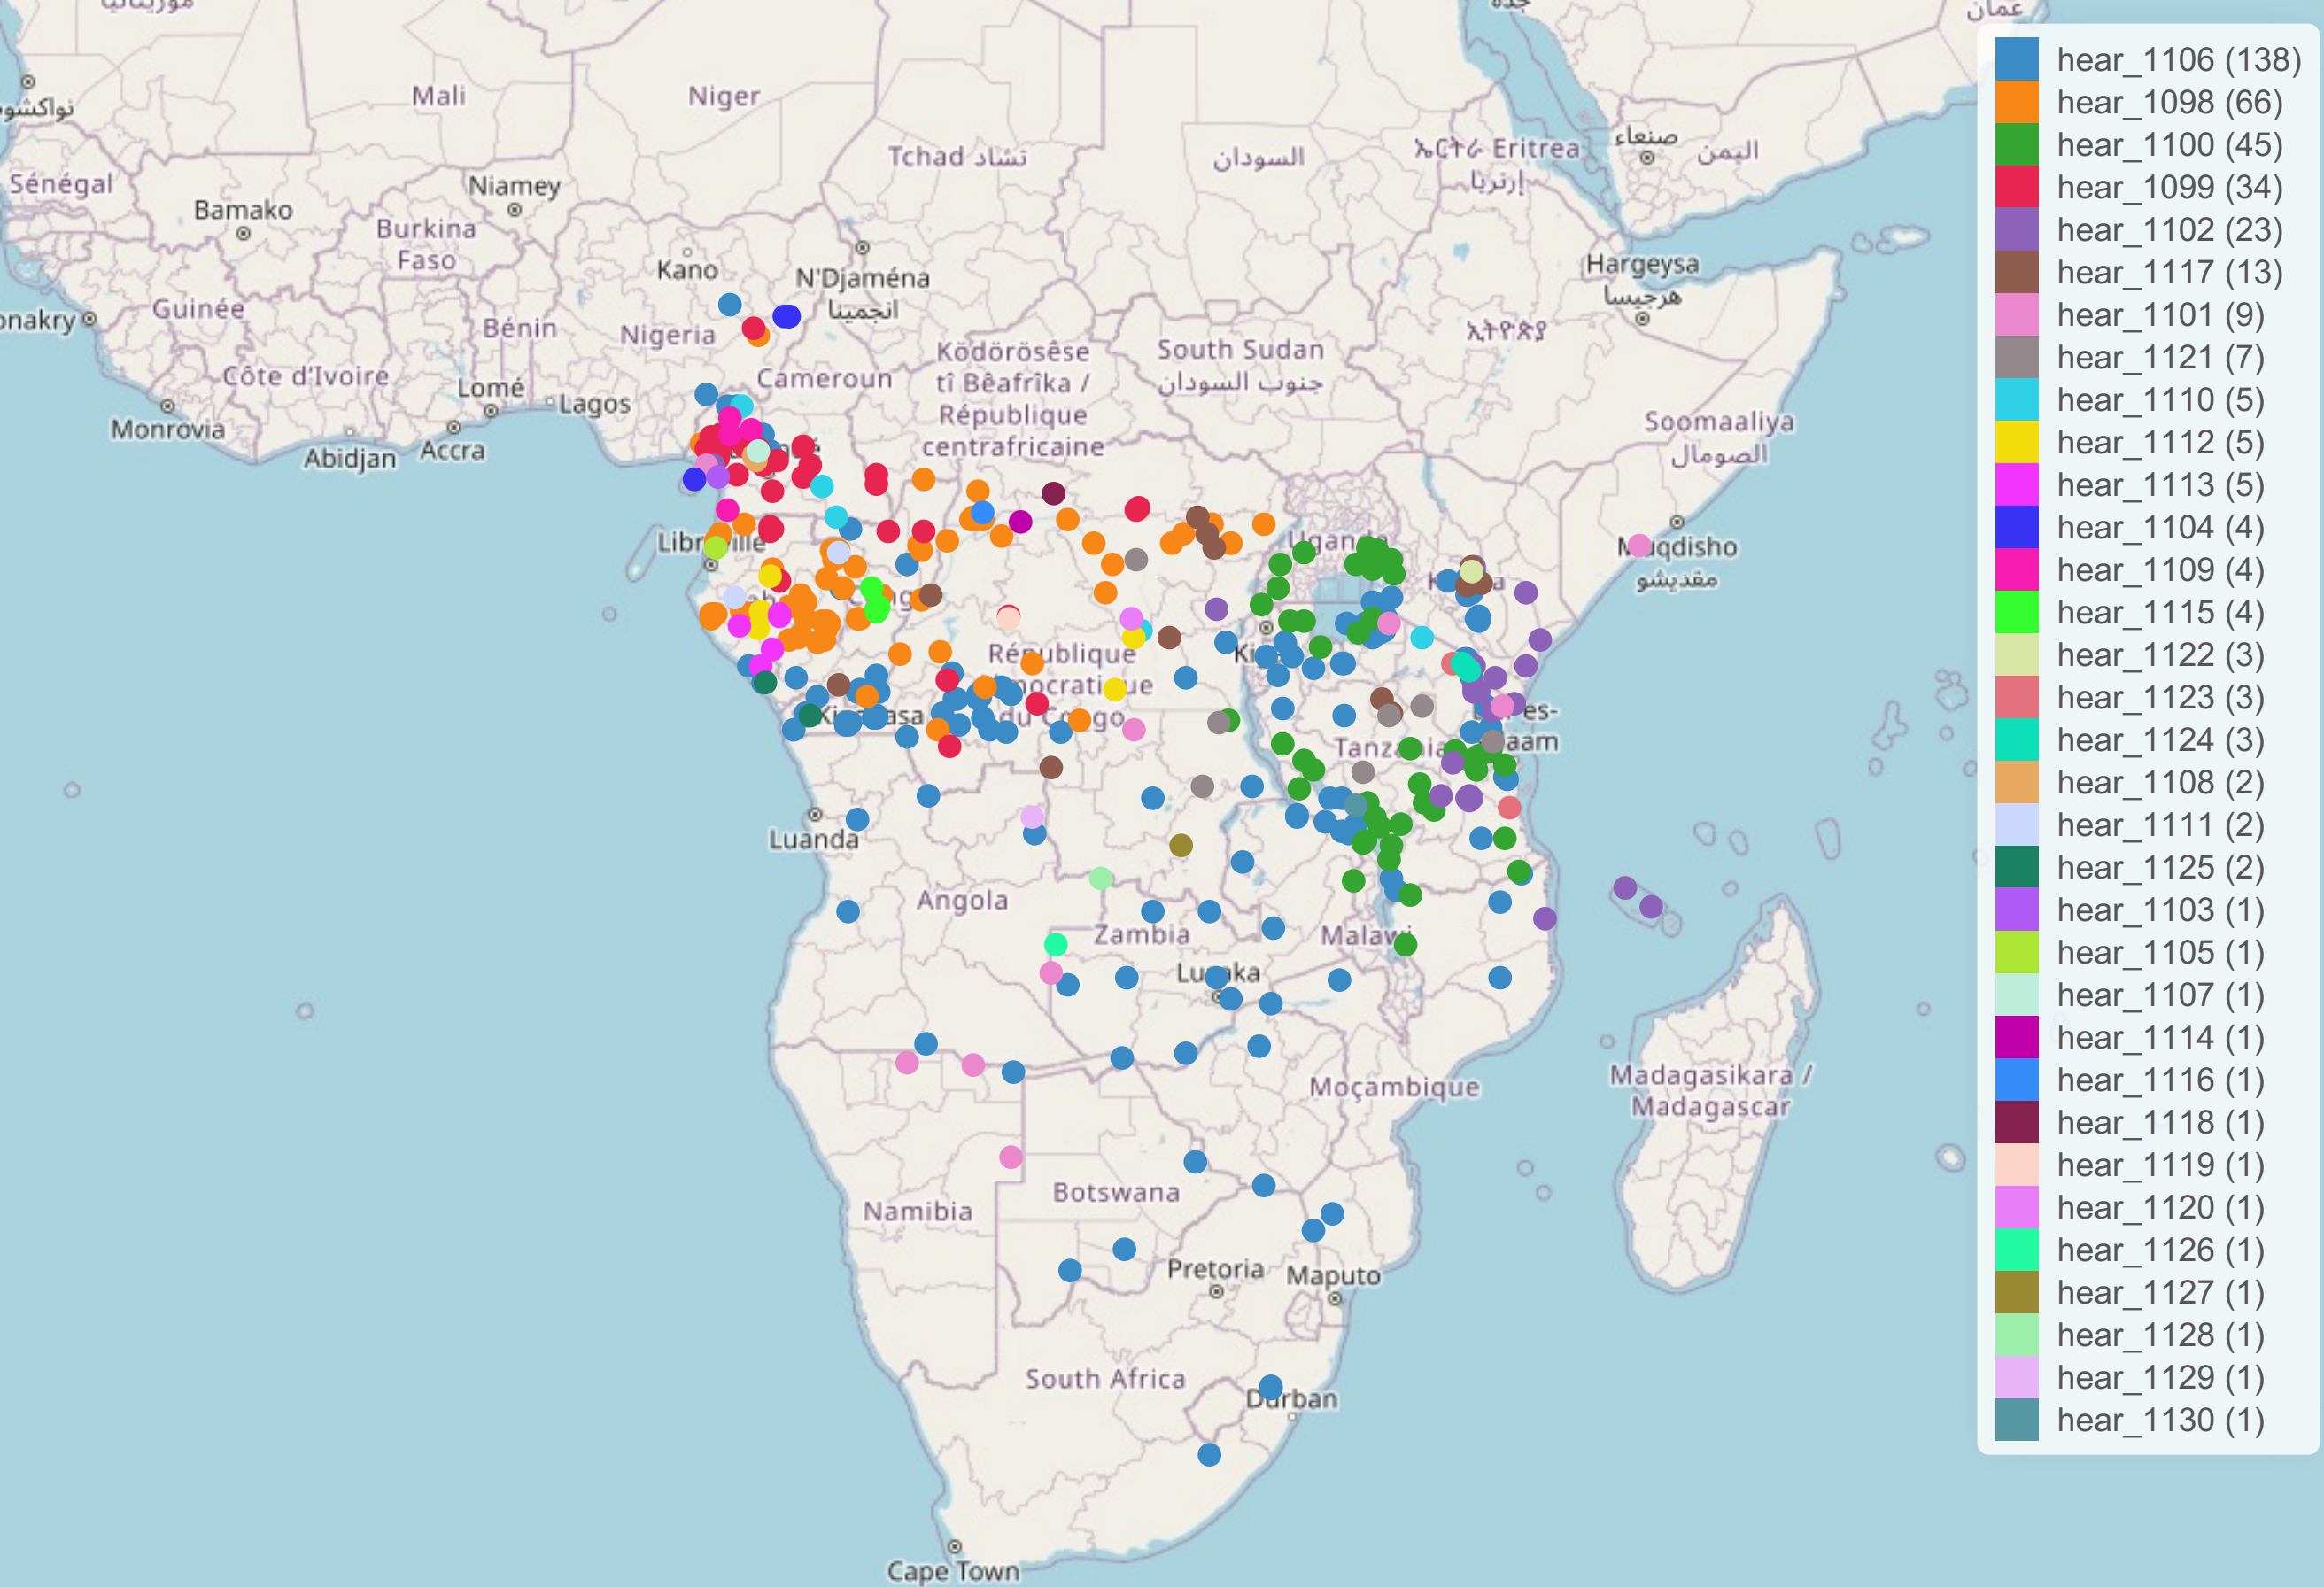 موريتانيا
جدة
عمان
نواكشوط
Mali
Niger
Tchad تشاد
السودان
ኤርትራ Eritrea
إرتريا
صنعاء
اليمن
Sénégal
Bamako
Niamey
Burkina
Faso
Kano
N'Djaména
انجمينا
Hargeysa
هرجيسا
onakry
Guinée
Bénin
Nigeria
Côte d'Ivoire
Lomé
Lagos
Cameroun
Ködörösêse
tî Bêafrîka /
République
centrafricaine
South Sudan
جنوب السودان
ኢትዮጵያ
Monrovia
Abidjan
Accra
Soomaaliya
الصومال
Uganda
Muqdisho
مقديشو
République
du Congo
Tanzania
Luanda
Angola
Zambia
Malawi
Lusaka
Moçambique
Madagasikara /
Madagascar
Namibia
Botswana
Pretoria
Maputo
South Africa
Durban
Cape Town
hear_1106 (138)
hear_1098 (66)
hear_1100 (45)
hear_1099 (34)
hear_1102 (23)
hear_1117 (13)
hear_1101 (9)
hear_1121 (7)
hear_1110 (5)
hear_1112 (5)
hear_1113 (5)
hear_1104 (4)
hear_1109 (4)
hear_1115 (4)
hear_1122 (3)
hear_1123 (3)
hear_1124 (3)
hear_1108 (2)
hear_1111 (2)
hear_1125 (2)
hear_1103 (1)
hear_1105 (1)
hear_1107 (1)
hear_1114 (1)
hear_1116 (1)
hear_1118 (1)
hear_1119 (1)
hear_1120 (1)
hear_1126 (1)
hear_1127 (1)
hear_1128 (1)
hear_1129 (1)
hear_1130 (1)